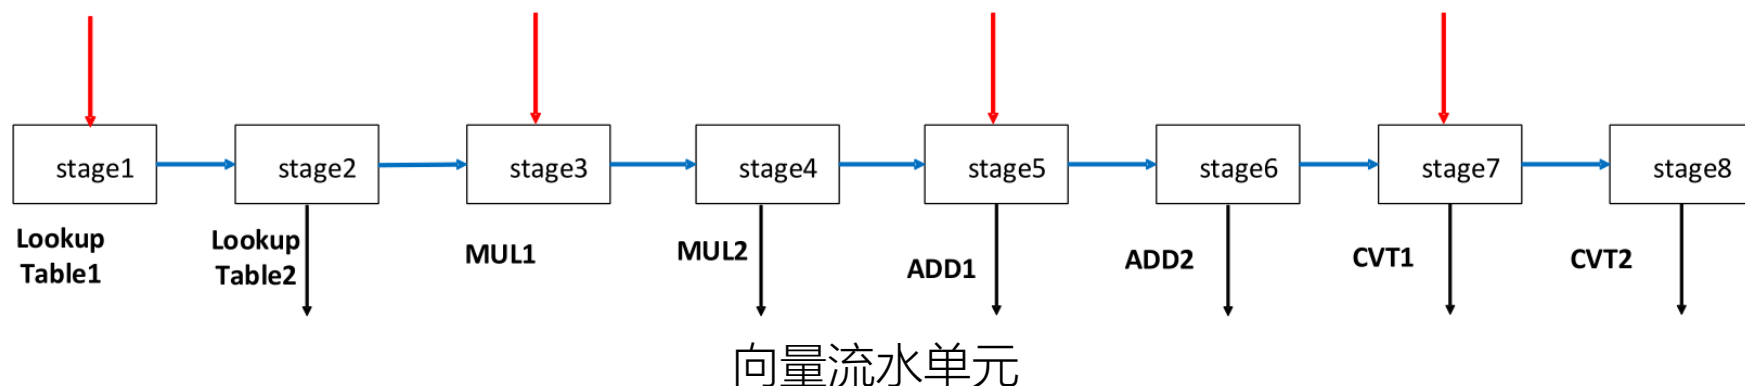 stage1
stage2
stage3
stage4
stage5
stage6
stage7
stage8
Lookup
Table1
Lookup
Table2
MUL1
MUL2
ADD1
ADD2
CVT1
CVT2
向量流水单元